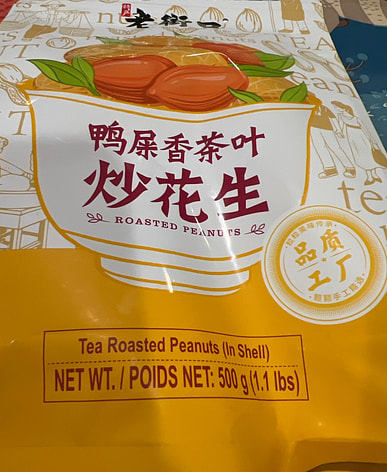 老街口
鸭屎香茶叶
炒花生
ROASTED PEANUTS
品质
工厂
Tea Roasted Peanuts (In Shell)
NET WT. / POIDS NET: 500 g (1.1 lbs)